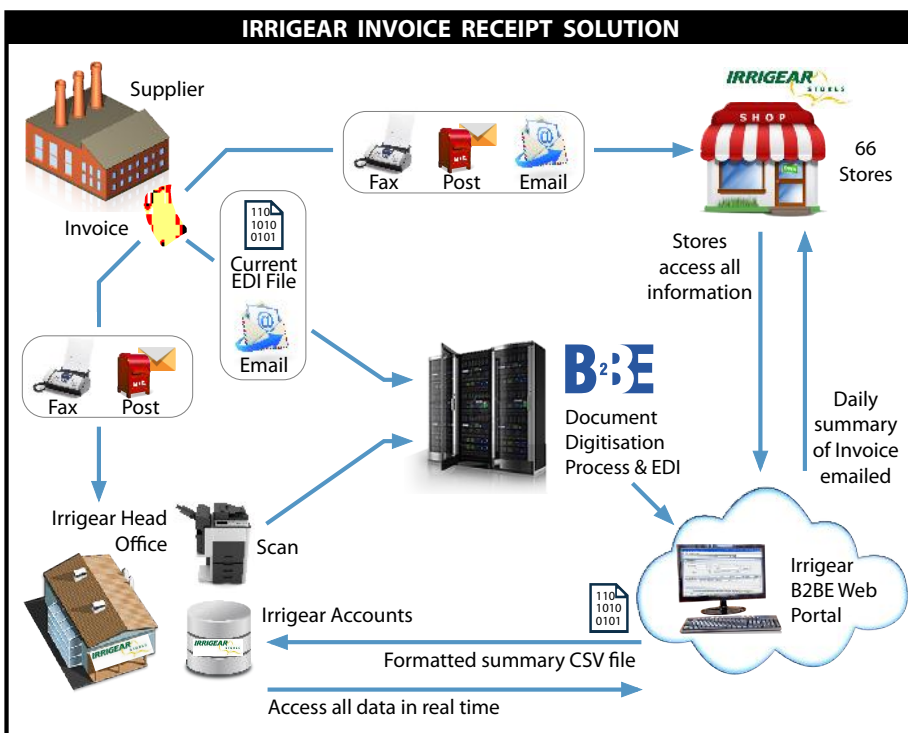 IRRIGEAR INVOICE RECEIPT SOLUTION
Supplier
IRRIGEAR
STORES
SHOP
66
Stores
Fax
Post
Email
Invoice
110
1010
0101
Current
EDI File
Email
Stores
access all
information
Fax
Post
B2BE
Document
Digitisation
Process & EDI
Daily
summary
of Invoice
emailed
Irrigear Head
Office
Scan
Irrigear
B2BE Web
Portal
110
1010
0101
IRRIGEAR
STORES
IRRIGEAR
STORES
Irrigear Accounts
Formatted summary CSV file
Access all data in real time